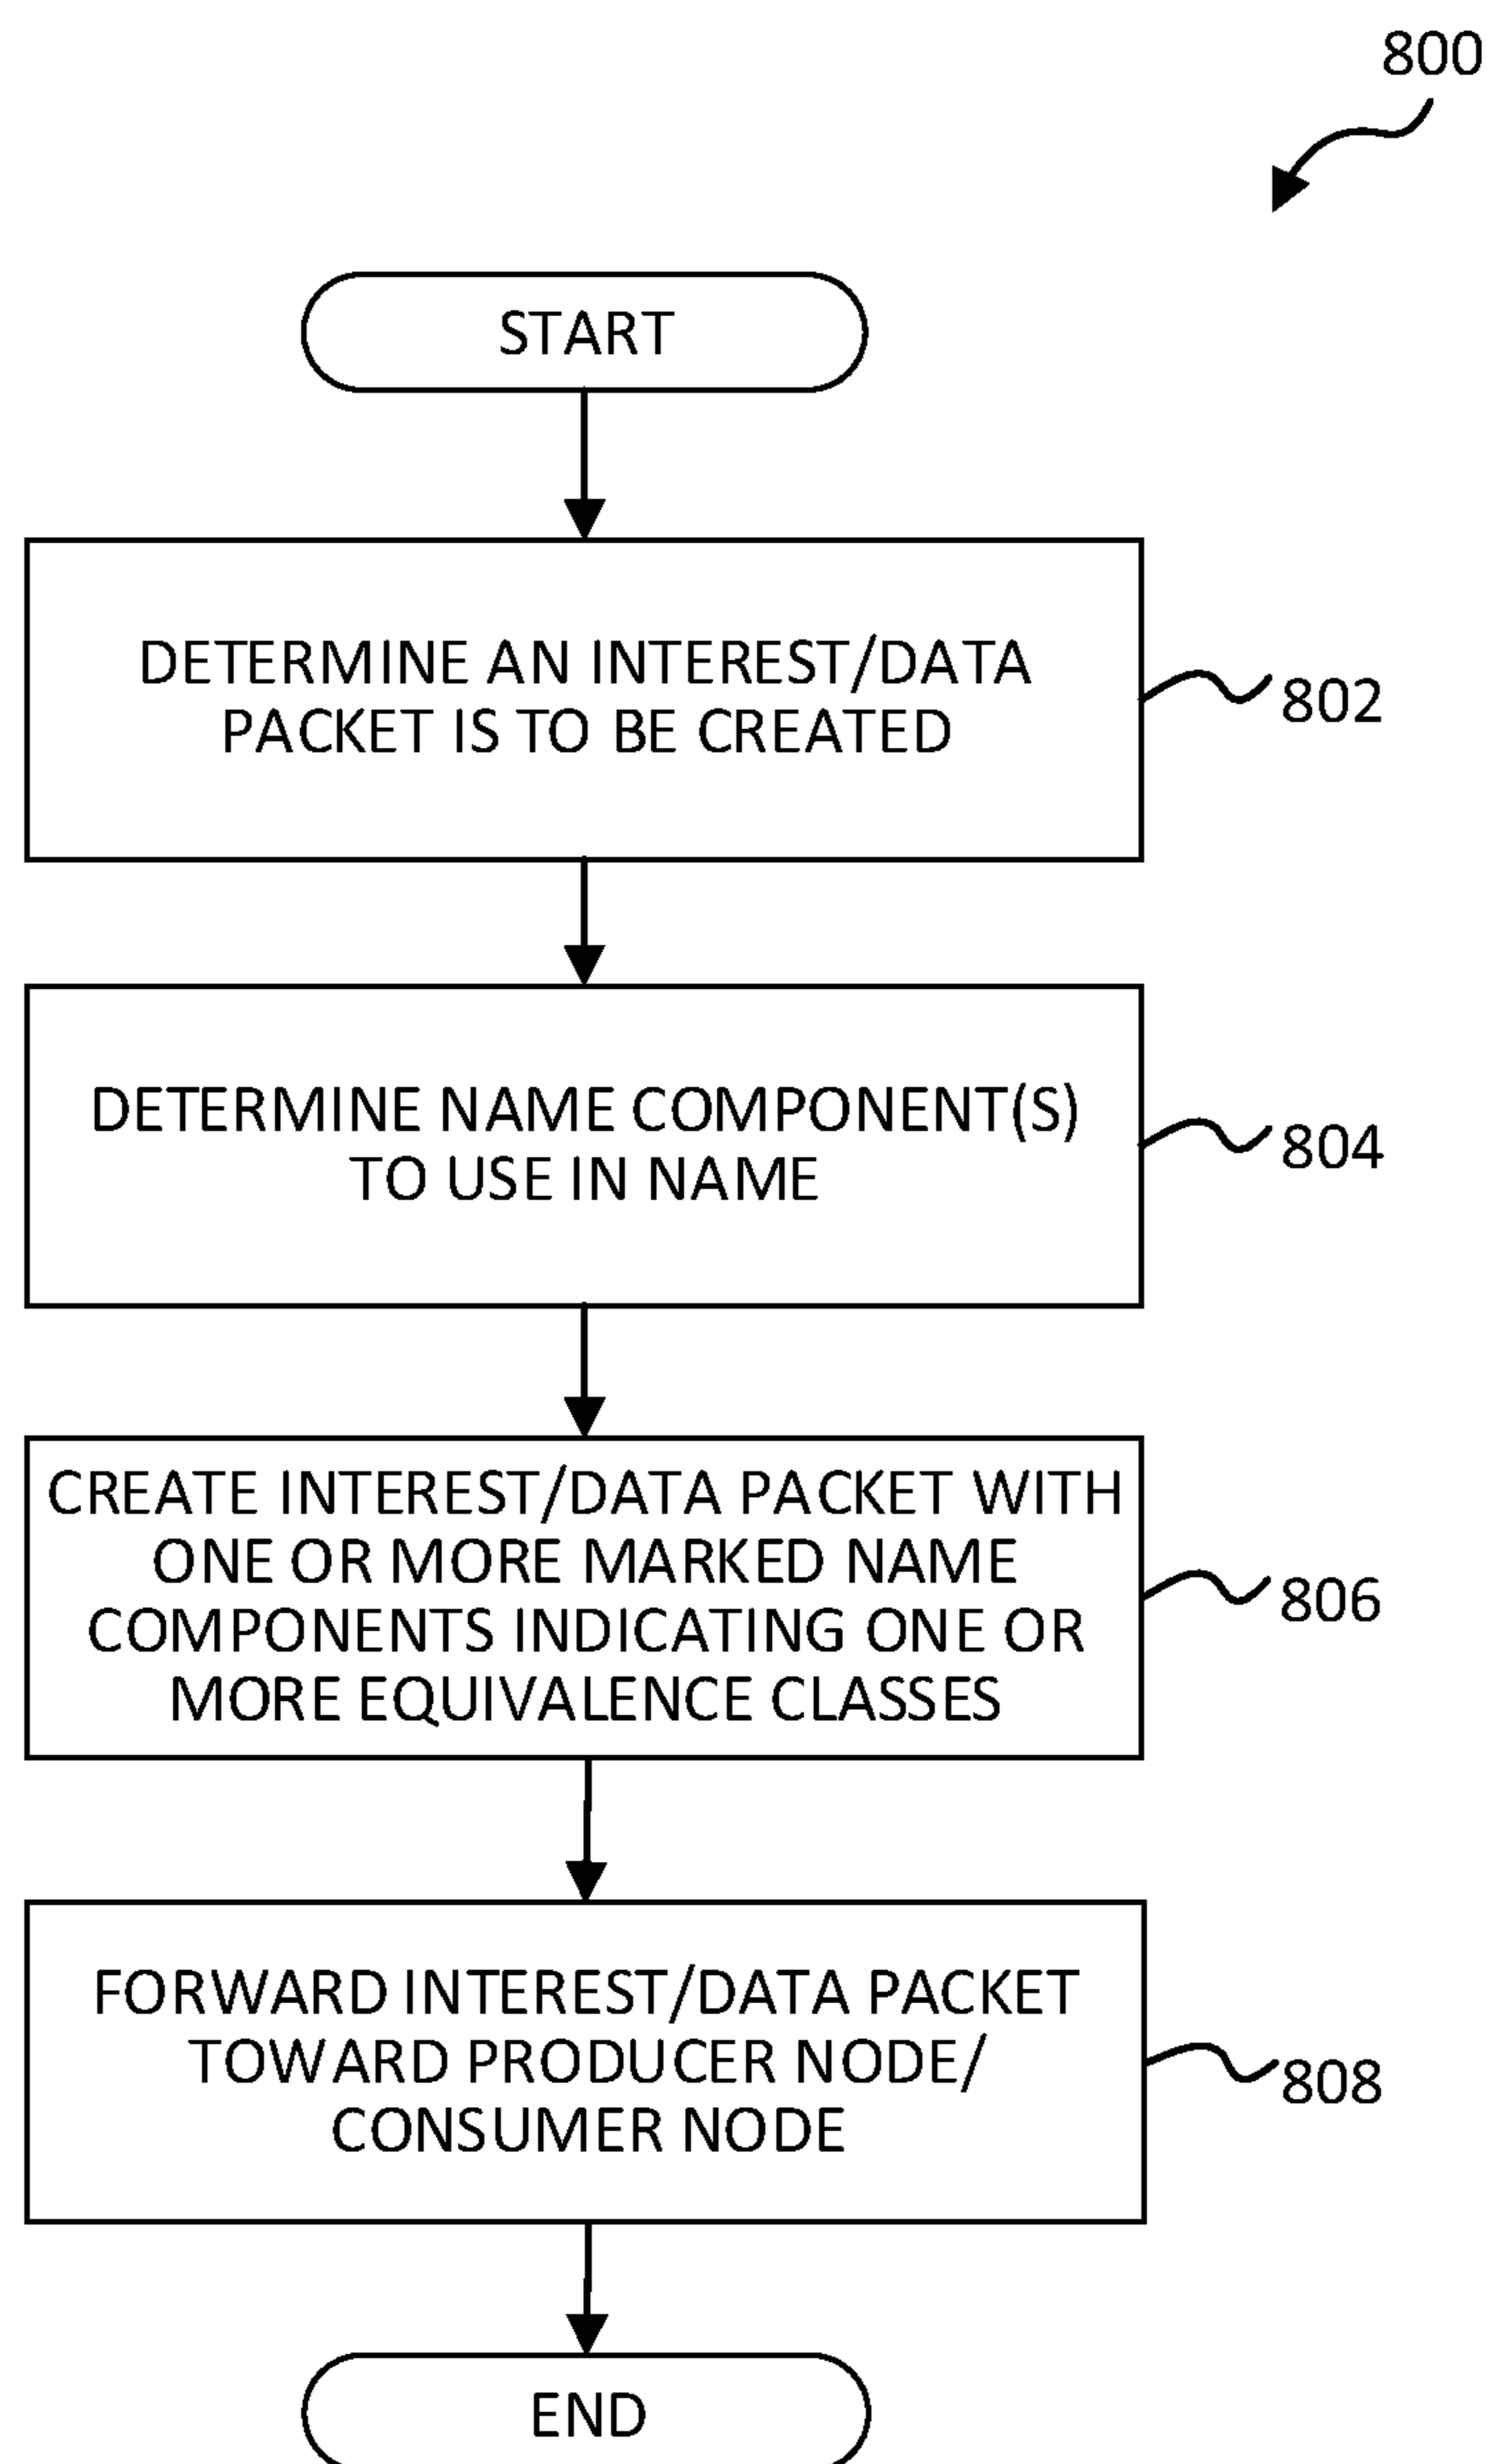 800
START
DETERMINE AN INTEREST/DATA
PACKET IS TO BE CREATED
802
DETERMINE NAME COMPONENT(S)
TO USE IN NAME
804
CREATE INTEREST/DATA PACKET WITH
ONE OR MORE MARKED NAME
COMPONENTS INDICATING ONE OR
MORE EQUIVALENCE CLASSES
806
FORWARD INTEREST/DATA PACKET
TOWARD PRODUCER NODE/
CONSUMER NODE
808
END